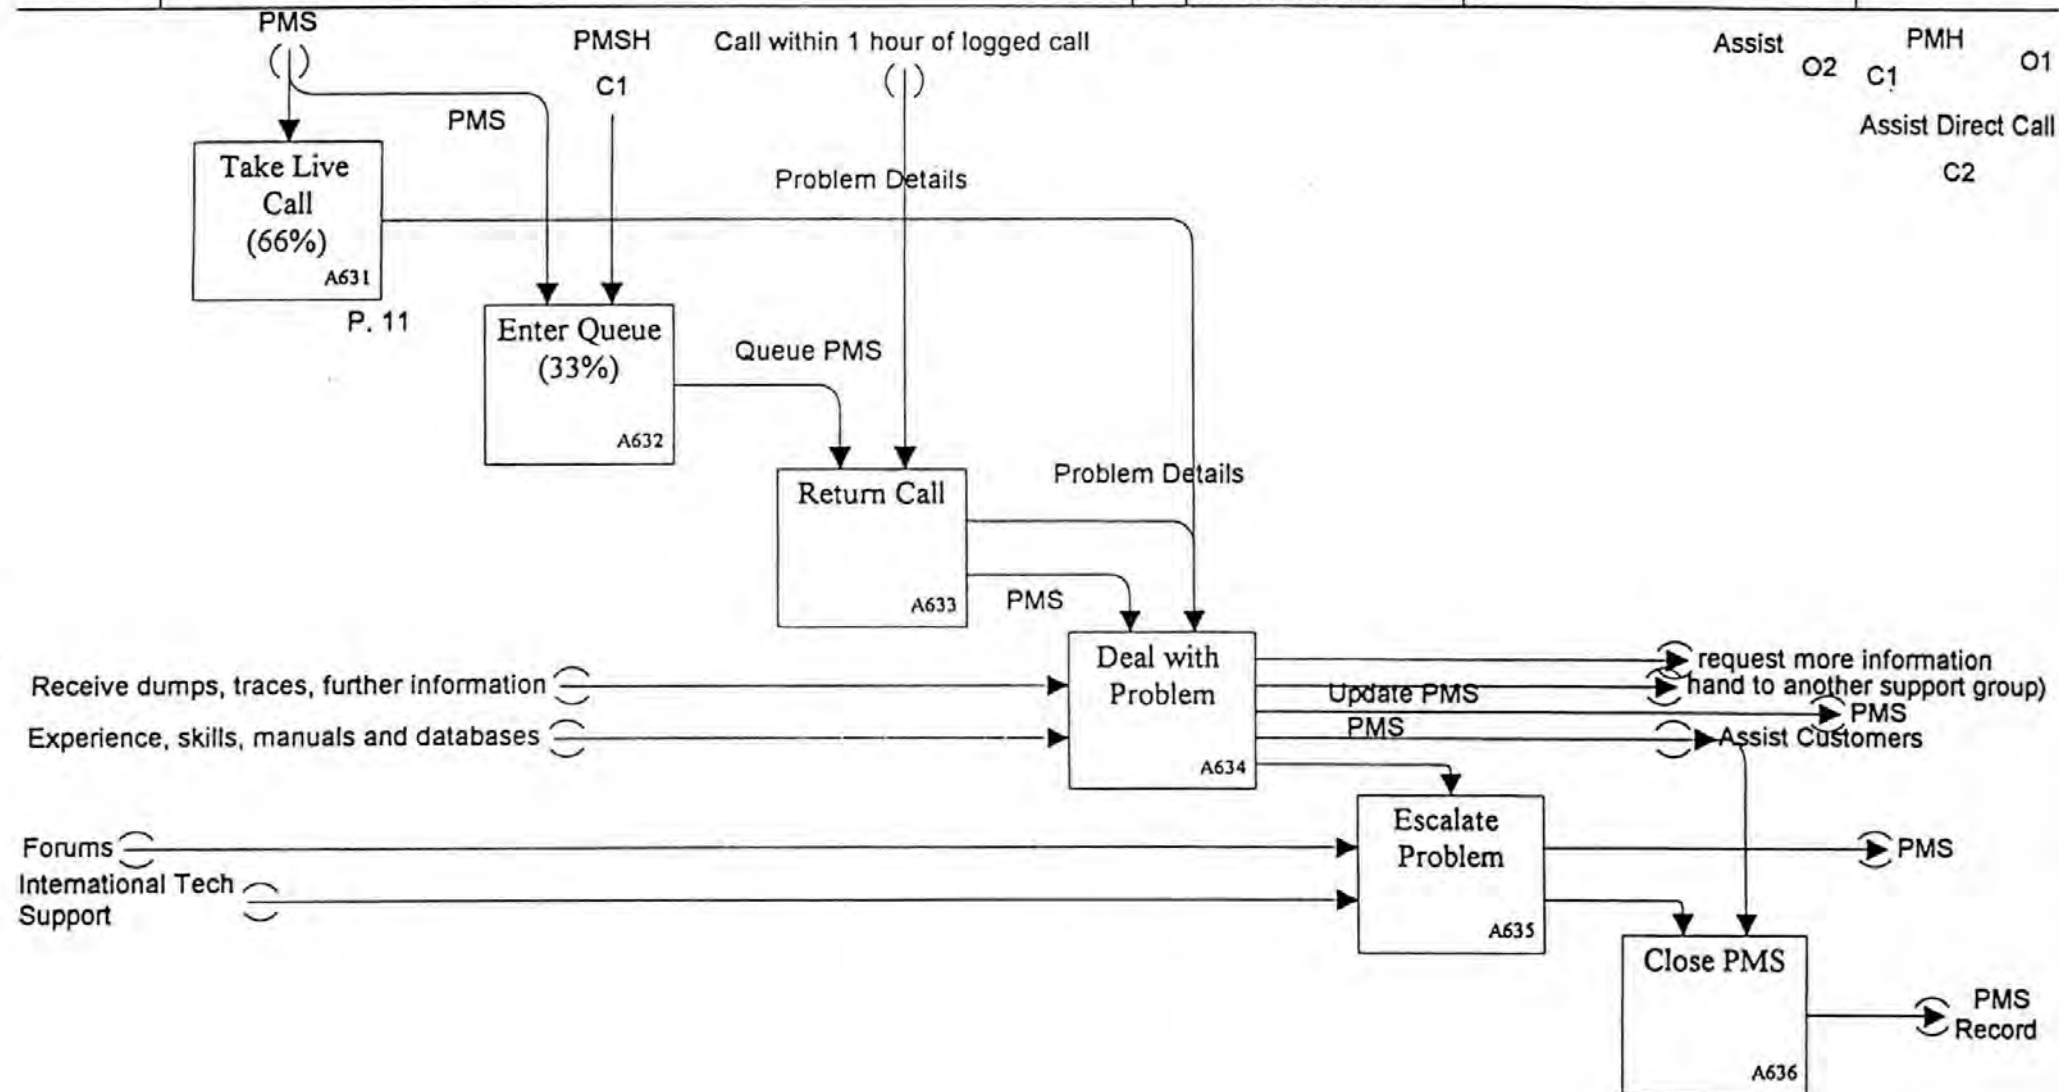 PMS
PMSH
C1
Call within 1 hour of logged call
Assist
O2
PMH
C1
O1
Assist Direct Call
C2
PMS
Take Live
Call
(66%)
A631
P. 11
Problem Details
Enter Queue
(33%)
A632
Queue PMS
Return Call
A633
Problem Details
PMS
Deal with
Problem
A634
Receive dumps, traces, further information
Experience, skills, manuals and databases
request more information
hand to another support group)
Update PMS
PMS
PMS
Assist Customers
Escalate
Problem
A635
Forums
International Tech
Support
PMS
Close PMS
A636
PMS
Record